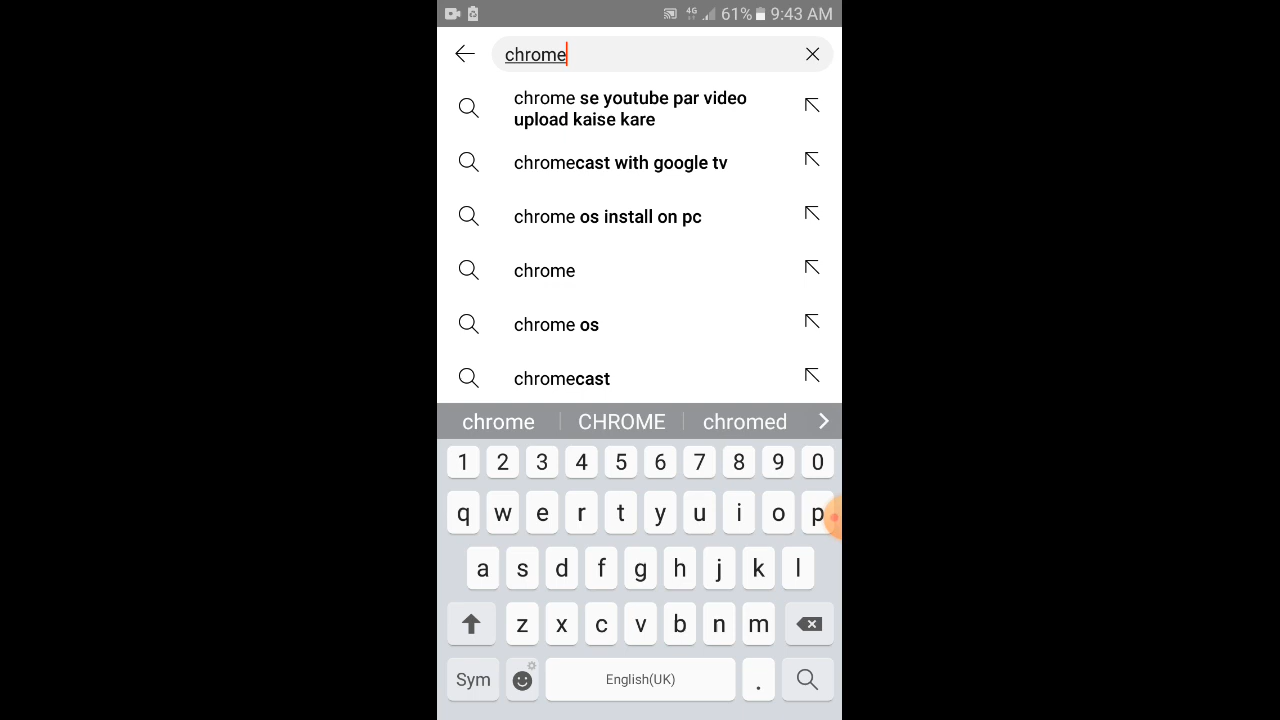 4G 61% 9:43 AM
chrome
chrome se youtube par video
upload kaise kare
chromecast with google tv
chrome os install on pc
chrome
chrome os
chromecast
chrome CHROME chromed
1 2 3 4 5 6 7 8 9 0
q w e r t y u i o p
a s d f g h j k l
z x c v b n m
Sym English(UK) .